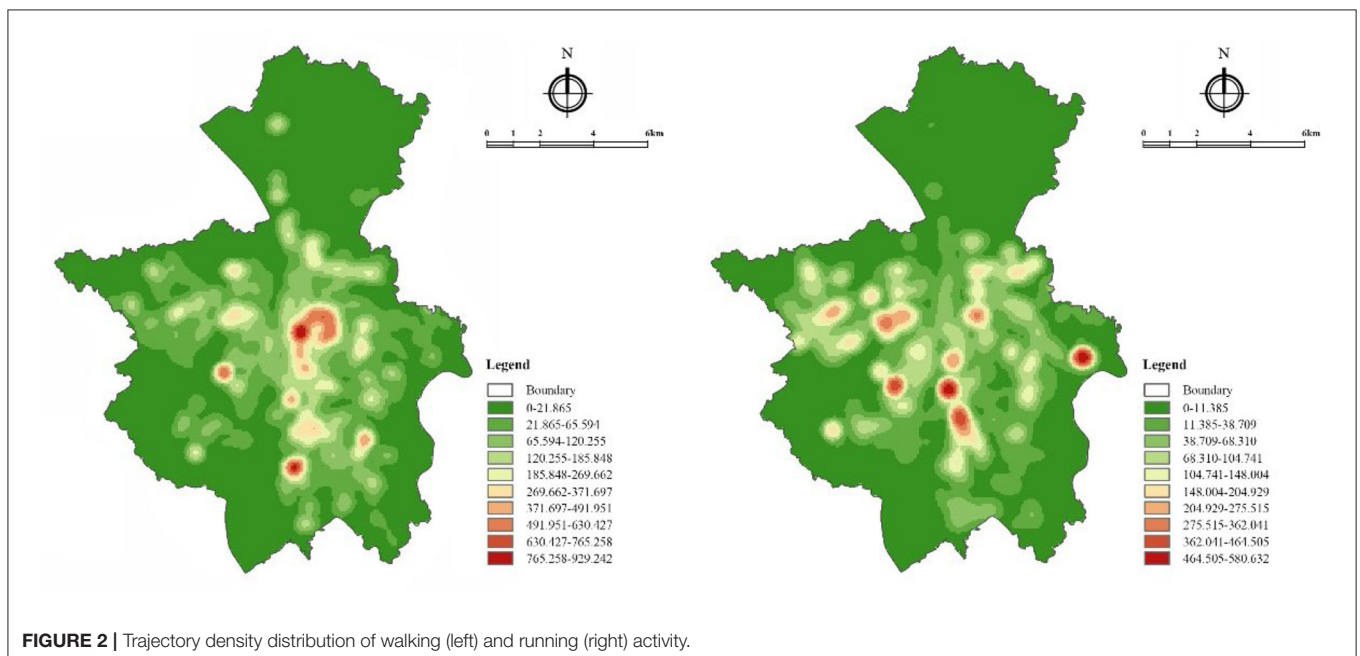 N
0 1 2 4 6km
Legend
Boundary
0-21.865
21.865-65.594
65.594-120.255
120.255-185.848
185.848-269.662
269.662-371.697
371.697-491.951
491.951-630.427
630.427-765.258
765.258-929.242
N
0 1 2 4 6km
Legend
Boundary
0-11.385
11.385-38.709
38.709-68.310
68.310-104.741
104.741-148.004
148.004-204.929
204.929-275.515
275.515-362.041
362.041-464.505
464.505-580.632
FIGURE 2 | Trajectory density distribution of walking (left) and running (right) activity.